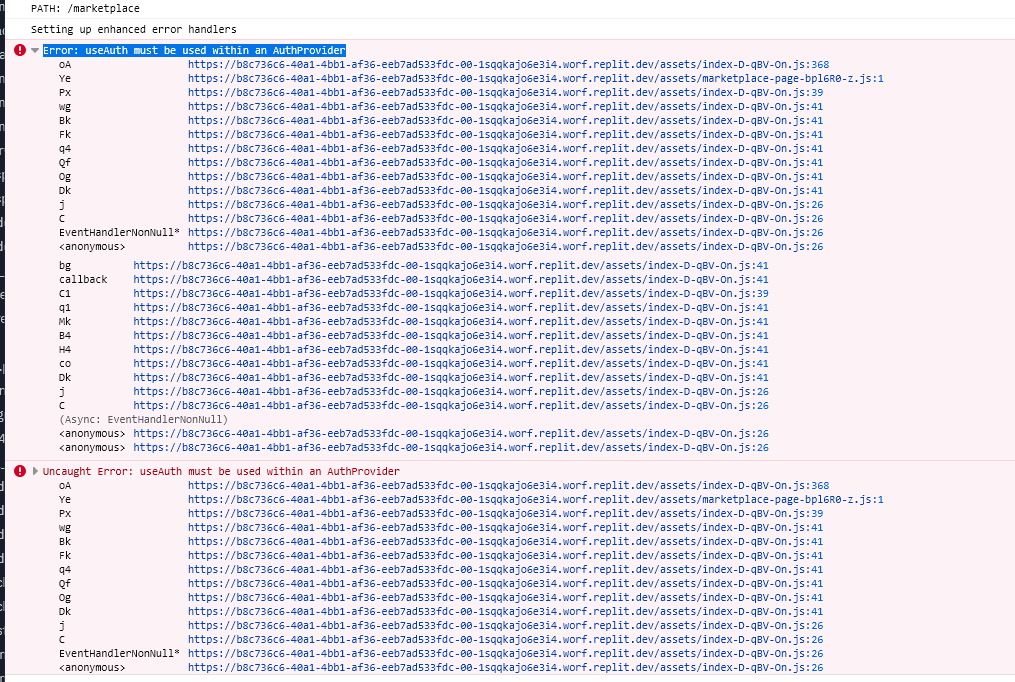 PATH: /marketplace
Setting up enhanced error handlers
Error: useAuth must be used within an AuthProvider
oA https://b8c736c6-40a1-4bb1-af36-eeb7ad533fdc-00-1sqqkajo6e3i4.worf.replit.dev/assets/index-D-qBV-On.js:368
Ye https://b8c736c6-40a1-4bb1-af36-eeb7ad533fdc-00-1sqqkajo6e3i4.worf.replit.dev/assets/marketplace-page-bpl6R0-z.js:1
Px https://b8c736c6-40a1-4bb1-af36-eeb7ad533fdc-00-1sqqkajo6e3i4.worf.replit.dev/assets/index-D-qBV-On.js:39
wg https://b8c736c6-40a1-4bb1-af36-eeb7ad533fdc-00-1sqqkajo6e3i4.worf.replit.dev/assets/index-D-qBV-On.js:41
Bk https://b8c736c6-40a1-4bb1-af36-eeb7ad533fdc-00-1sqqkajo6e3i4.worf.replit.dev/assets/index-D-qBV-On.js:41
Fk https://b8c736c6-40a1-4bb1-af36-eeb7ad533fdc-00-1sqqkajo6e3i4.worf.replit.dev/assets/index-D-qBV-On.js:41
q4 https://b8c736c6-40a1-4bb1-af36-eeb7ad533fdc-00-1sqqkajo6e3i4.worf.replit.dev/assets/index-D-qBV-On.js:41
Qf https://b8c736c6-40a1-4bb1-af36-eeb7ad533fdc-00-1sqqkajo6e3i4.worf.replit.dev/assets/index-D-qBV-On.js:41
Og https://b8c736c6-40a1-4bb1-af36-eeb7ad533fdc-00-1sqqkajo6e3i4.worf.replit.dev/assets/index-D-qBV-On.js:41
Dk https://b8c736c6-40a1-4bb1-af36-eeb7ad533fdc-00-1sqqkajo6e3i4.worf.replit.dev/assets/index-D-qBV-On.js:41
j https://b8c736c6-40a1-4bb1-af36-eeb7ad533fdc-00-1sqqkajo6e3i4.worf.replit.dev/assets/index-D-qBV-On.js:26
C https://b8c736c6-40a1-4bb1-af36-eeb7ad533fdc-00-1sqqkajo6e3i4.worf.replit.dev/assets/index-D-qBV-On.js:26
EventHandlerNonNull* https://b8c736c6-40a1-4bb1-af36-eeb7ad533fdc-00-1sqqkajo6e3i4.worf.replit.dev/assets/index-D-qBV-On.js:26
<anonymous> https://b8c736c6-40a1-4bb1-af36-eeb7ad533fdc-00-1sqqkajo6e3i4.worf.replit.dev/assets/index-D-qBV-On.js:26
bg https://b8c736c6-40a1-4bb1-af36-eeb7ad533fdc-00-1sqqkajo6e3i4.worf.replit.dev/assets/index-D-qBV-On.js:41
callback https://b8c736c6-40a1-4bb1-af36-eeb7ad533fdc-00-1sqqkajo6e3i4.worf.replit.dev/assets/index-D-qBV-On.js:41
C1 https://b8c736c6-40a1-4bb1-af36-eeb7ad533fdc-00-1sqqkajo6e3i4.worf.replit.dev/assets/index-D-qBV-On.js:39
q1 https://b8c736c6-40a1-4bb1-af36-eeb7ad533fdc-00-1sqqkajo6e3i4.worf.replit.dev/assets/index-D-qBV-On.js:41
Mk https://b8c736c6-40a1-4bb1-af36-eeb7ad533fdc-00-1sqqkajo6e3i4.worf.replit.dev/assets/index-D-qBV-On.js:41
B4 https://b8c736c6-40a1-4bb1-af36-eeb7ad533fdc-00-1sqqkajo6e3i4.worf.replit.dev/assets/index-D-qBV-On.js:41
H4 https://b8c736c6-40a1-4bb1-af36-eeb7ad533fdc-00-1sqqkajo6e3i4.worf.replit.dev/assets/index-D-qBV-On.js:41
co https://b8c736c6-40a1-4bb1-af36-eeb7ad533fdc-00-1sqqkajo6e3i4.worf.replit.dev/assets/index-D-qBV-On.js:41
Dk https://b8c736c6-40a1-4bb1-af36-eeb7ad533fdc-00-1sqqkajo6e3i4.worf.replit.dev/assets/index-D-qBV-On.js:41
j https://b8c736c6-40a1-4bb1-af36-eeb7ad533fdc-00-1sqqkajo6e3i4.worf.replit.dev/assets/index-D-qBV-On.js:26
C https://b8c736c6-40a1-4bb1-af36-eeb7ad533fdc-00-1sqqkajo6e3i4.worf.replit.dev/assets/index-D-qBV-On.js:26
(Async: EventHandlerNonNull)
<anonymous> https://b8c736c6-40a1-4bb1-af36-eeb7ad533fdc-00-1sqqkajo6e3i4.worf.replit.dev/assets/index-D-qBV-On.js:26
<anonymous> https://b8c736c6-40a1-4bb1-af36-eeb7ad533fdc-00-1sqqkajo6e3i4.worf.replit.dev/assets/index-D-qBV-On.js:26
Uncaught Error: useAuth must be used within an AuthProvider
oA https://b8c736c6-40a1-4bb1-af36-eeb7ad533fdc-00-1sqqkajo6e3i4.worf.replit.dev/assets/index-D-qBV-On.js:368
Ye https://b8c736c6-40a1-4bb1-af36-eeb7ad533fdc-00-1sqqkajo6e3i4.worf.replit.dev/assets/marketplace-page-bpl6R0-z.js:1
Px https://b8c736c6-40a1-4bb1-af36-eeb7ad533fdc-00-1sqqkajo6e3i4.worf.replit.dev/assets/index-D-qBV-On.js:39
wg https://b8c736c6-40a1-4bb1-af36-eeb7ad533fdc-00-1sqqkajo6e3i4.worf.replit.dev/assets/index-D-qBV-On.js:41
Bk https://b8c736c6-40a1-4bb1-af36-eeb7ad533fdc-00-1sqqkajo6e3i4.worf.replit.dev/assets/index-D-qBV-On.js:41
Fk https://b8c736c6-40a1-4bb1-af36-eeb7ad533fdc-00-1sqqkajo6e3i4.worf.replit.dev/assets/index-D-qBV-On.js:41
q4 https://b8c736c6-40a1-4bb1-af36-eeb7ad533fdc-00-1sqqkajo6e3i4.worf.replit.dev/assets/index-D-qBV-On.js:41
Qf https://b8c736c6-40a1-4bb1-af36-eeb7ad533fdc-00-1sqqkajo6e3i4.worf.replit.dev/assets/index-D-qBV-On.js:41
Og https://b8c736c6-40a1-4bb1-af36-eeb7ad533fdc-00-1sqqkajo6e3i4.worf.replit.dev/assets/index-D-qBV-On.js:41
Dk https://b8c736c6-40a1-4bb1-af36-eeb7ad533fdc-00-1sqqkajo6e3i4.worf.replit.dev/assets/index-D-qBV-On.js:41
j https://b8c736c6-40a1-4bb1-af36-eeb7ad533fdc-00-1sqqkajo6e3i4.worf.replit.dev/assets/index-D-qBV-On.js:26
C https://b8c736c6-40a1-4bb1-af36-eeb7ad533fdc-00-1sqqkajo6e3i4.worf.replit.dev/assets/index-D-qBV-On.js:26
EventHandlerNonNull* https://b8c736c6-40a1-4bb1-af36-eeb7ad533fdc-00-1sqqkajo6e3i4.worf.replit.dev/assets/index-D-qBV-On.js:26
<anonymous> https://b8c736c6-40a1-4bb1-af36-eeb7ad533fdc-00-1sqqkajo6e3i4.worf.replit.dev/assets/index-D-qBV-On.js:26